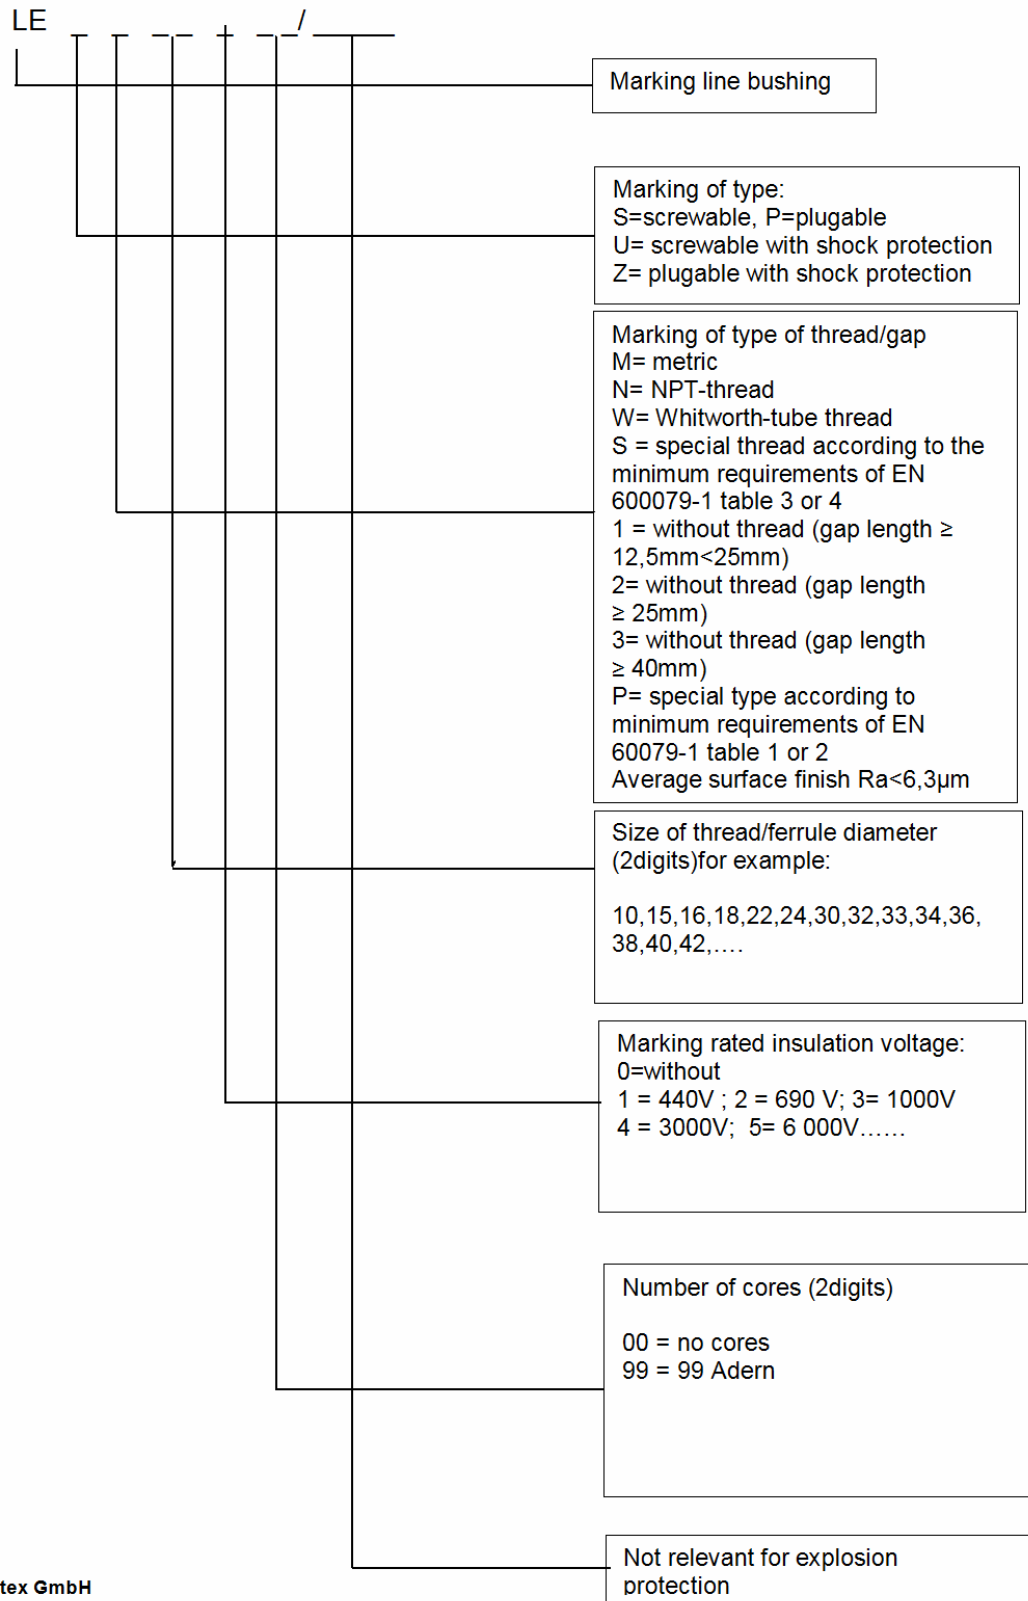 LE _ _ _ _ _ _ _/_____
Marking line bushing
Marking of type:
S=screwable, P=plugable
U= screwable with shock protection
Z= plugable with shock protection
Marking of type of thread/gap
M= metric
N= NPT-thread
W= Whitworth-tube thread
S = special thread according to the
minimum requirements of EN
600079-1 table 3 or 4
1 = without thread (gap length ≥
12,5mm<25mm)
2= without thread (gap length
≥ 25mm)
3= without thread (gap length
≥ 40mm)
P= special type according to
minimum requirements of EN
60079-1 table 1 or 2
Average surface finish Ra<6,3µm
Size of thread/ferrule diameter
(2digits)for example:
10,15,16,18,22,24,30,32,33,34,36,
38,40,42,....
Marking rated insulation voltage:
0=without
1 = 440V ; 2 = 690 V; 3= 1000V
4 = 3000V;  5= 6 000V......
Number of cores (2digits)
00 = no cores
99 = 99 Adern
Not relevant for explosion
protection
tex GmbH